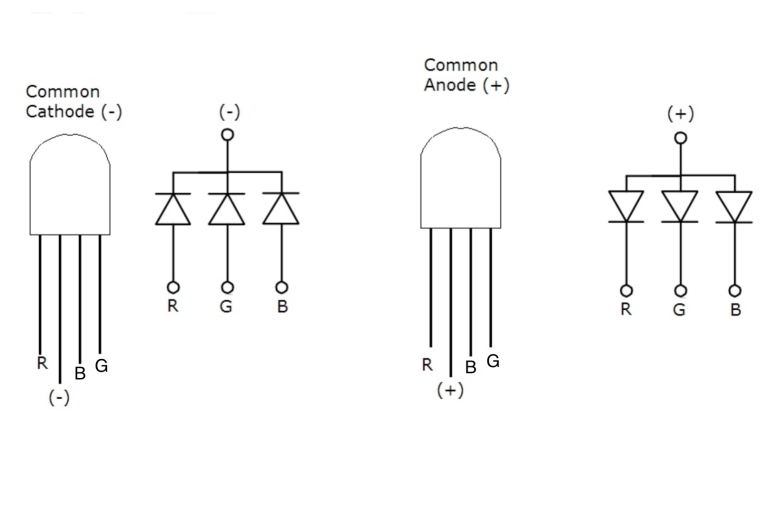 Common
Cathode (-)
(-)
R G B
R B G
(-)
Common
Anode (+)
(+)
R G B
R B G
(+)